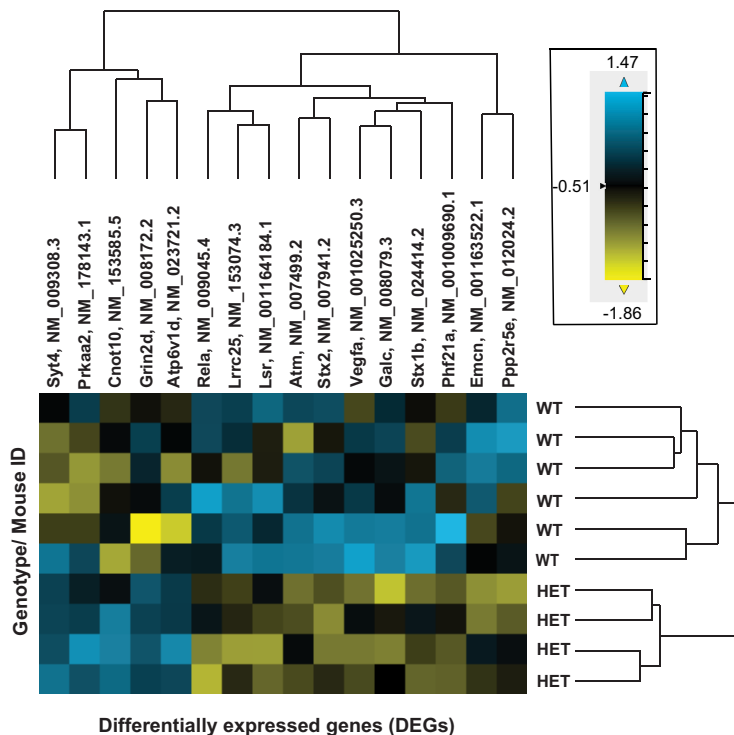 1.47
-0.51
-1.86
Syt4, NM_009308.3
Prkaa2, NM_178143.1
Cnot10, NM_153585.5
Grin2d, NM_008172.2
Atp6v1d, NM_023721.2
Rela, NM_009045.4
Lrrc25, NM_153074.3
Lsr, NM_001164184.1
Atm, NM_007499.2
Stx2, NM_007941.2
Vegfa, NM_001025250.3
Galc, NM_008079.3
Stx1b, NM_024414.2
Phf21a, NM_001009690.1
Emcn, NM_001163522.1
Ppp2r5e, NM_012024.2
Genotype/ Mouse ID
WT
WT
WT
WT
WT
WT
HET
HET
HET
HET
Differentially expressed genes (DEGs)